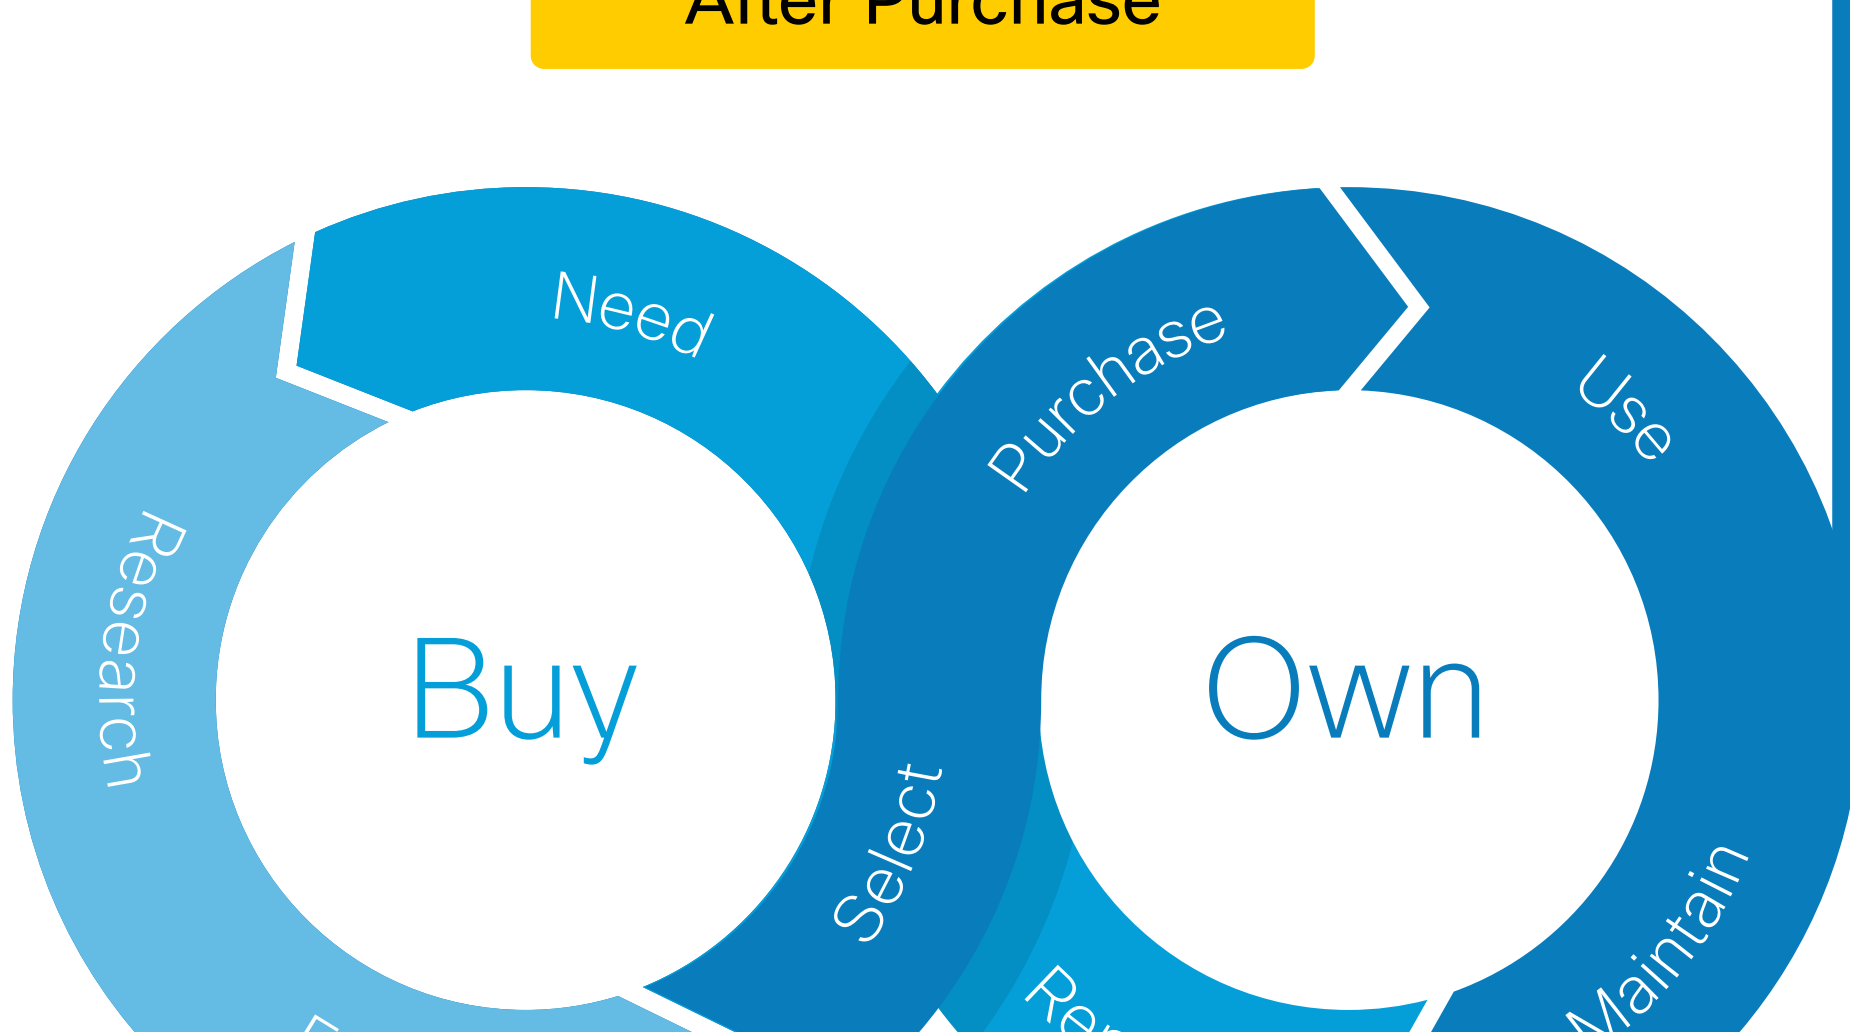 After Purchase
Need
Purchase
Use
Research
Buy
Own
Select
Maintain